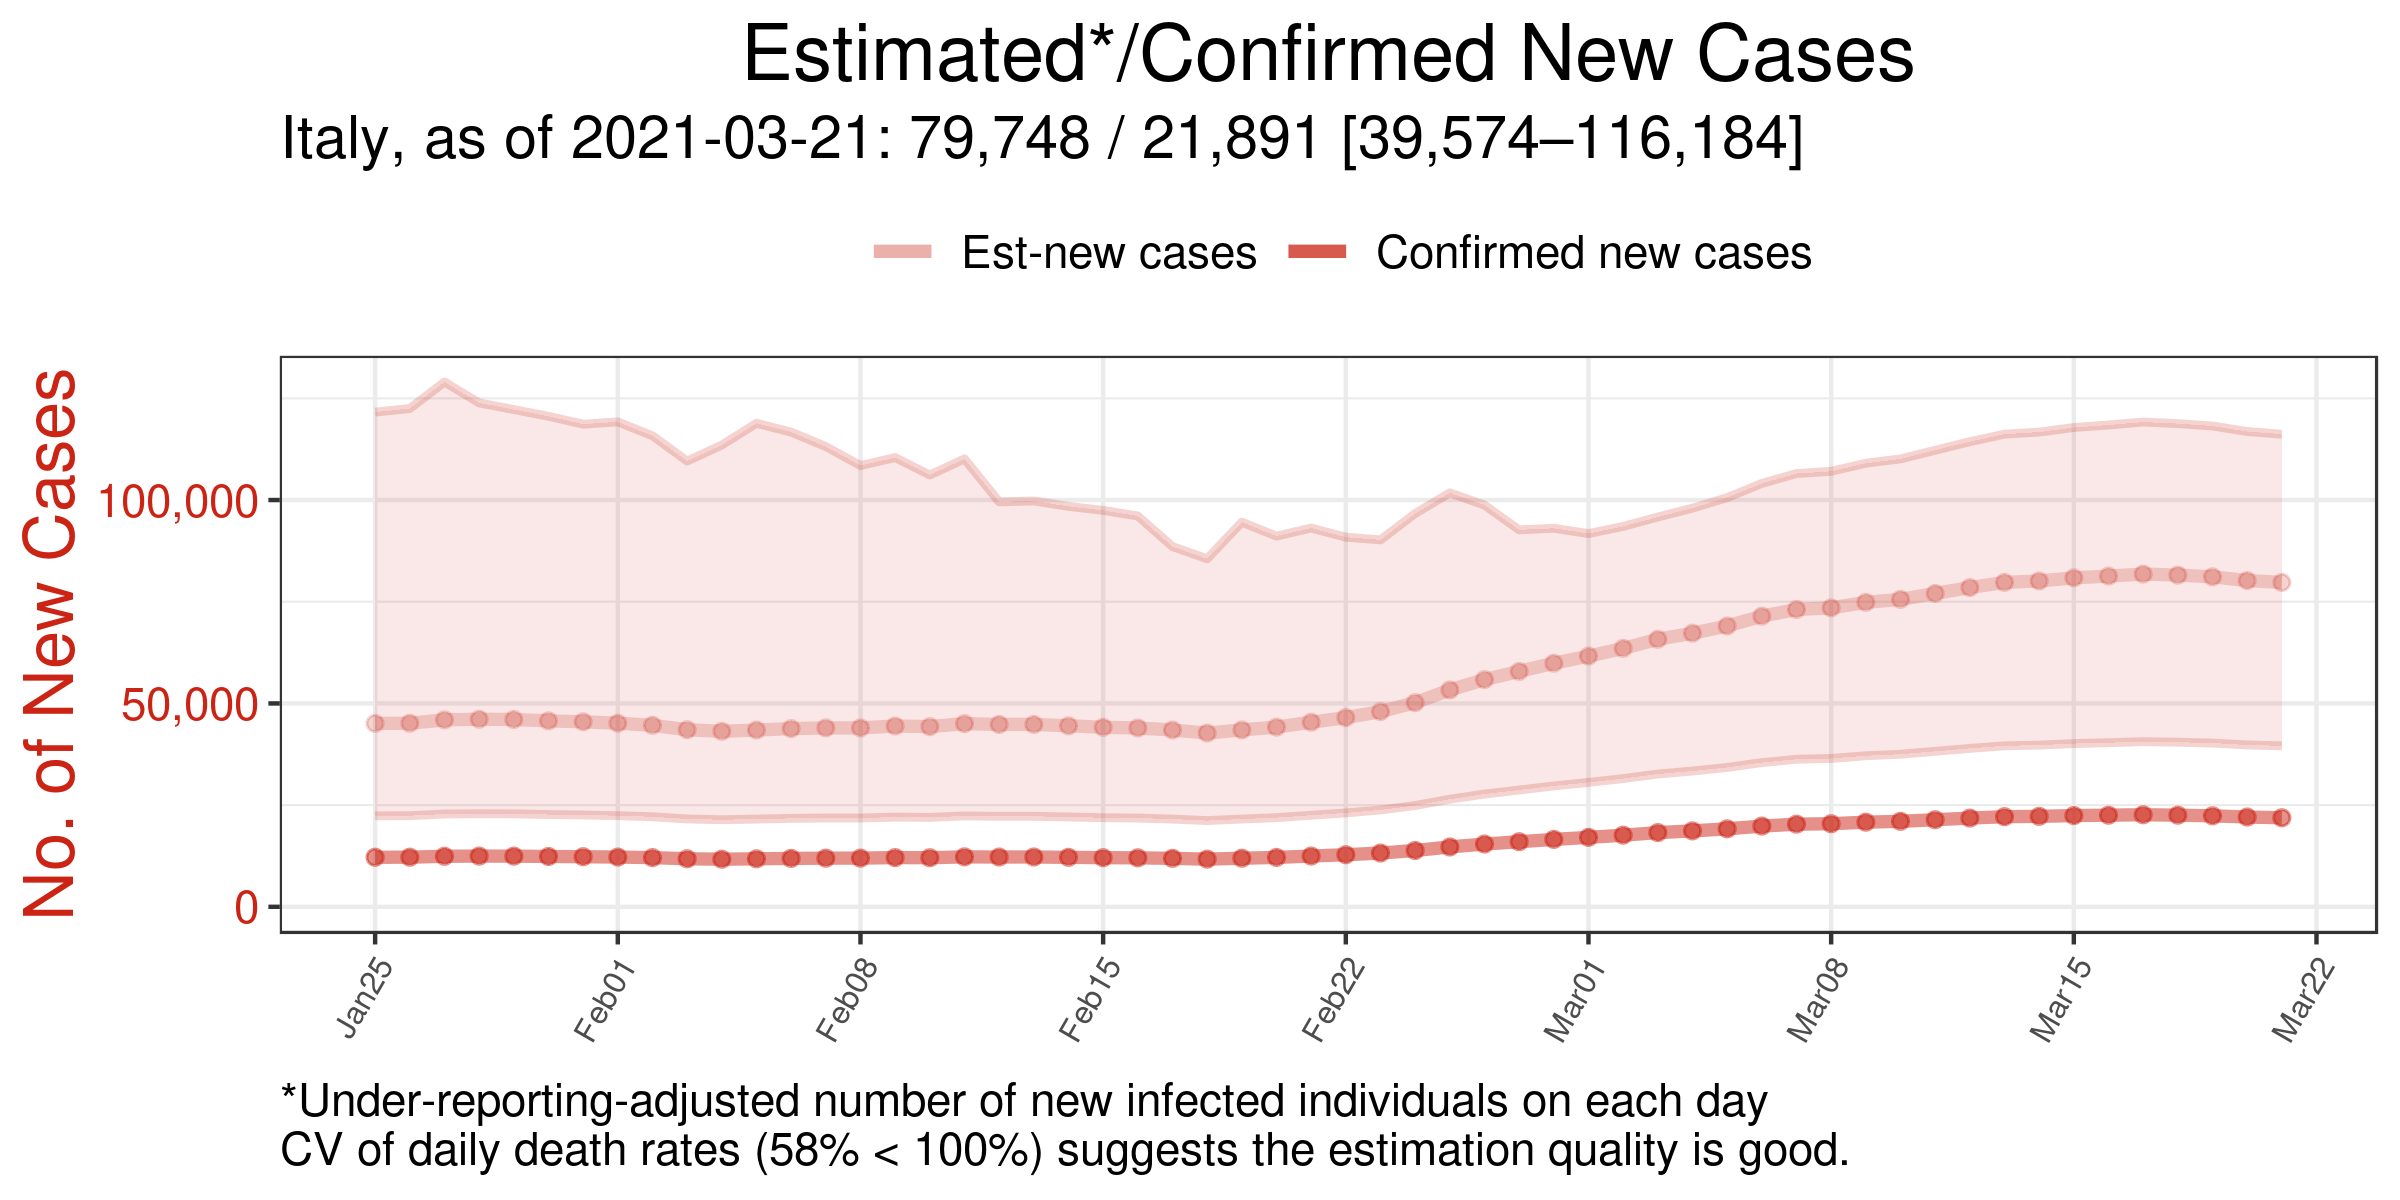 Estimated*/Confirmed New Cases
Italy, as of 2021-03-21: 79,748 / 21,891 [39,574–116,184]
Est-new cases
Confirmed new cases
No. of New Cases
100,000
50,000
0
Jan25
Feb01
Feb08
Feb15
Feb22
Mar01
Mar08
Mar15
Mar22
*Under-reporting-adjusted number of new infected individuals on each day
CV of daily death rates (58% < 100%) suggests the estimation quality is good.